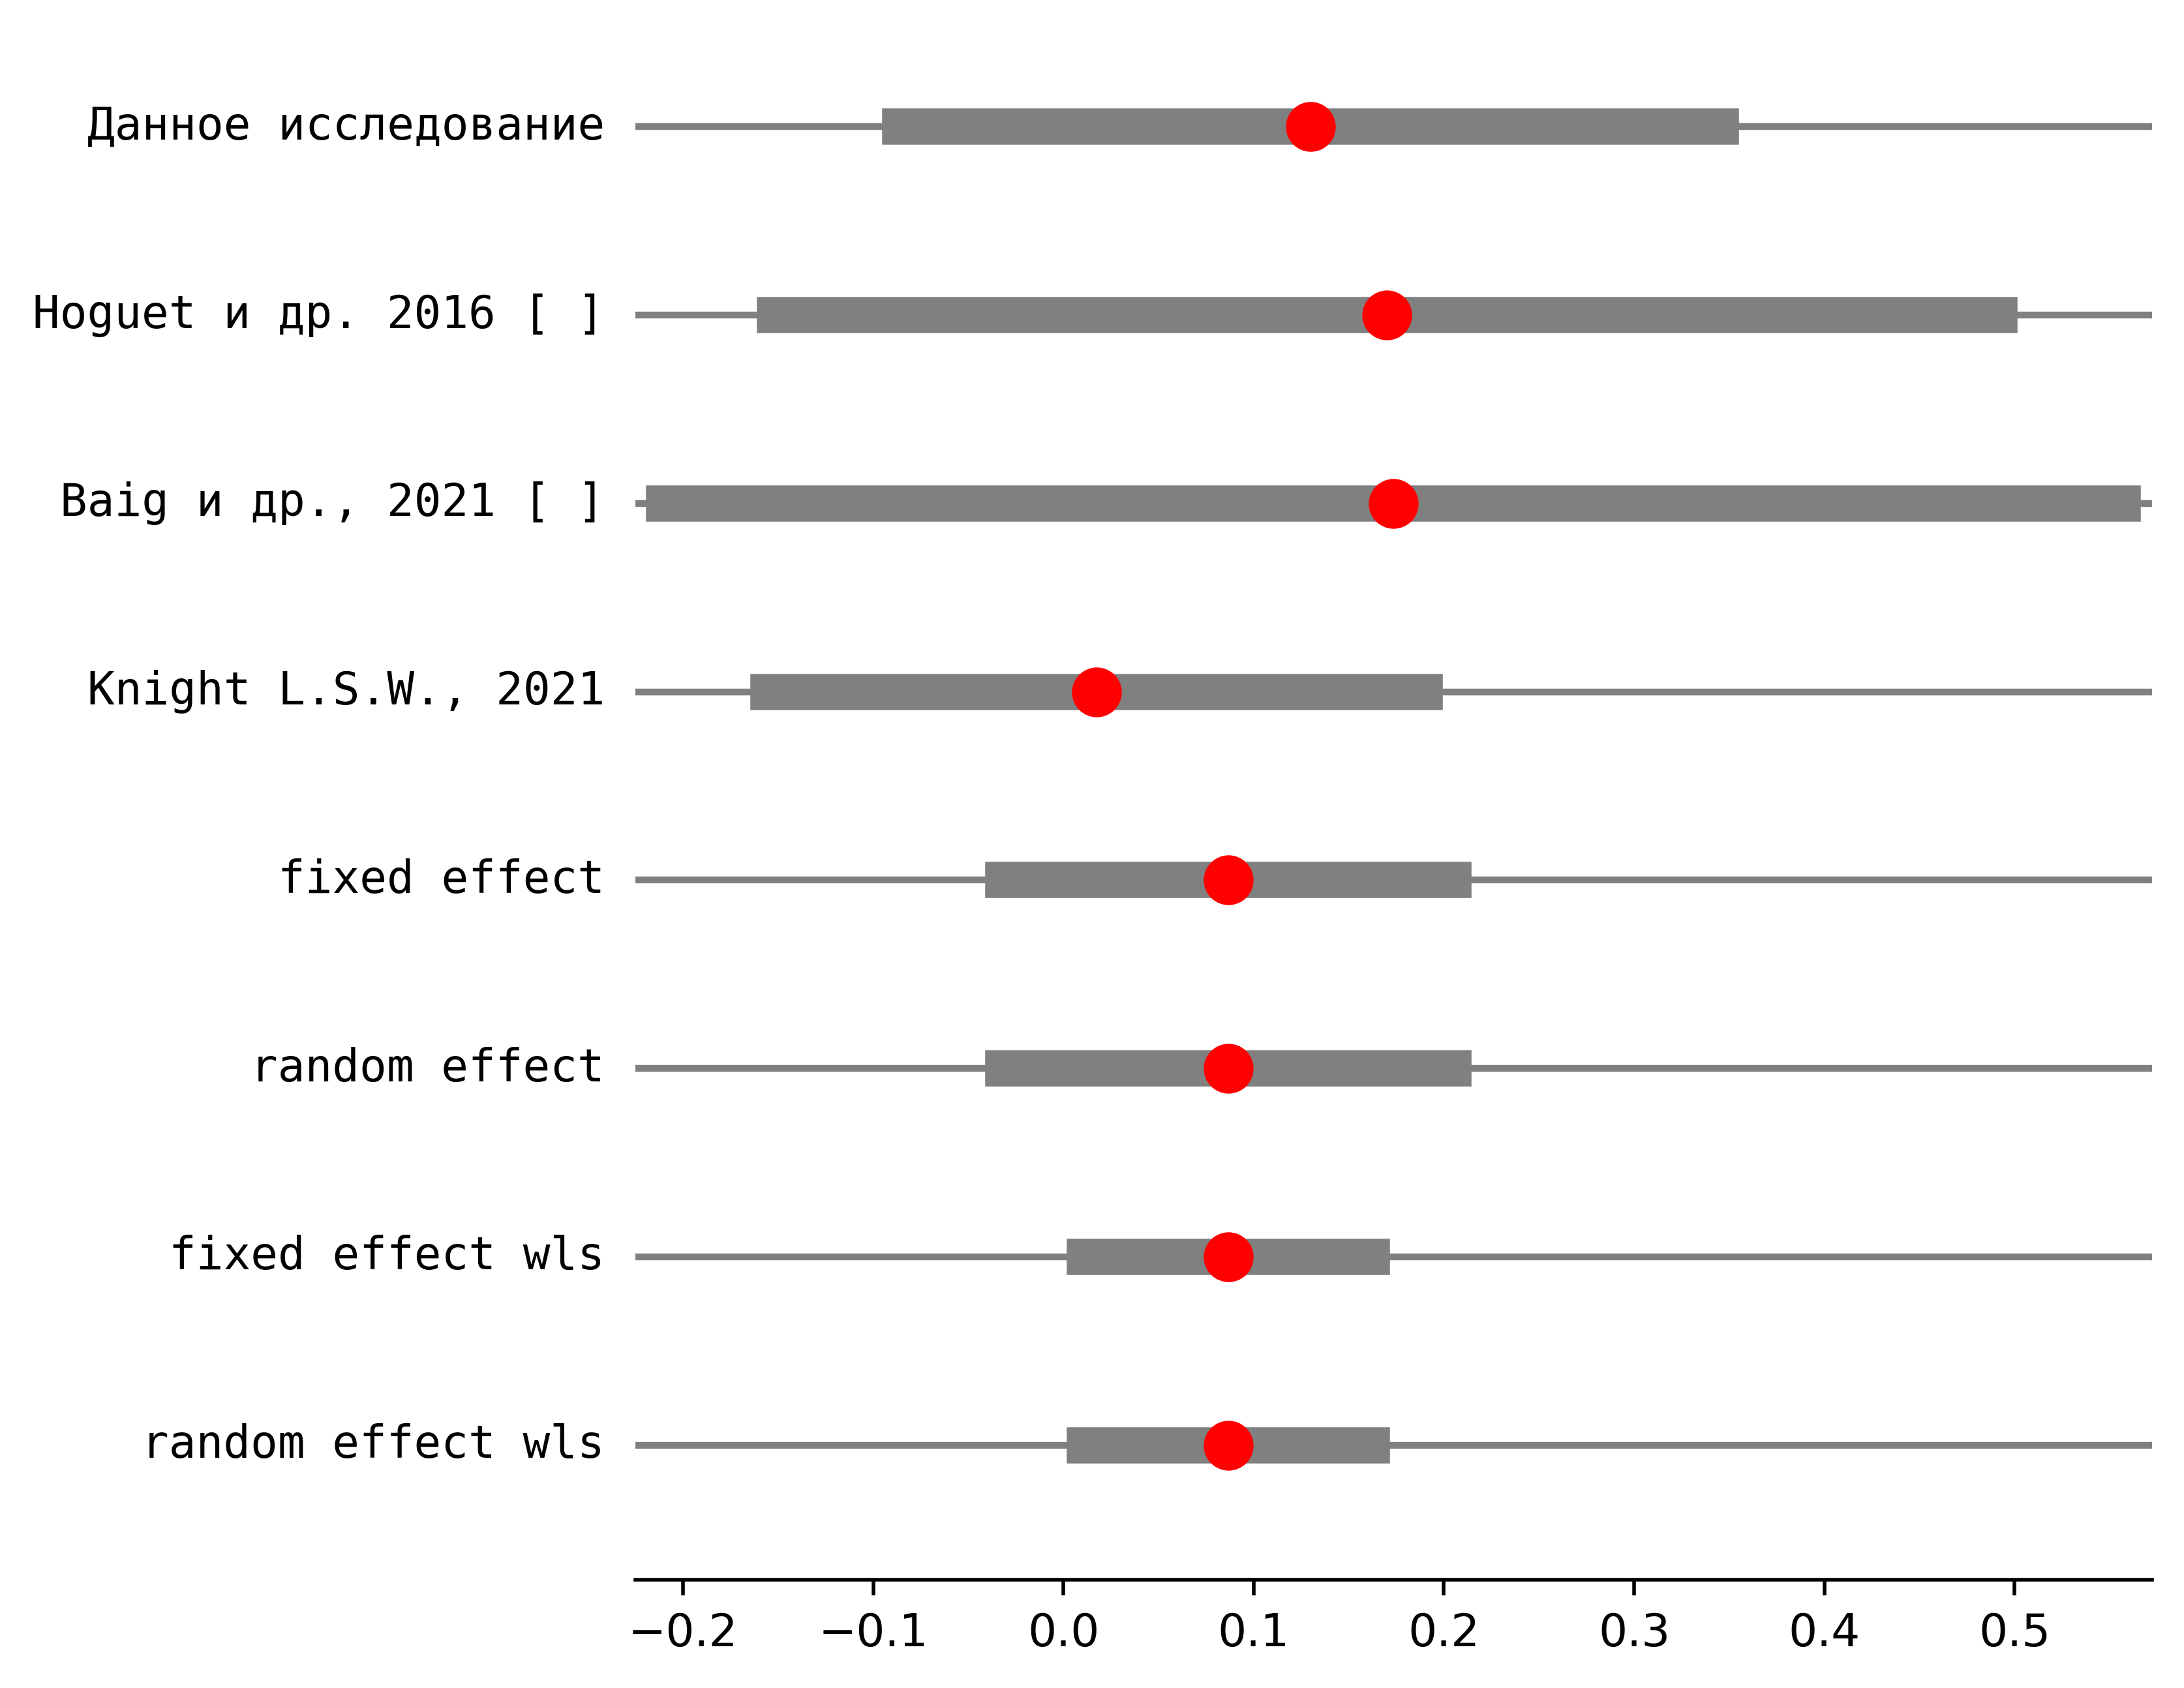 Данное исследование
Hoguet и др. 2016 [ ]
Baig и др., 2021 [ ]
Knight L.S.W., 2021
fixed effect
random effect
fixed effect wls
random effect wls
−0.2 −0.1 0.0 0.1 0.2 0.3 0.4 0.5